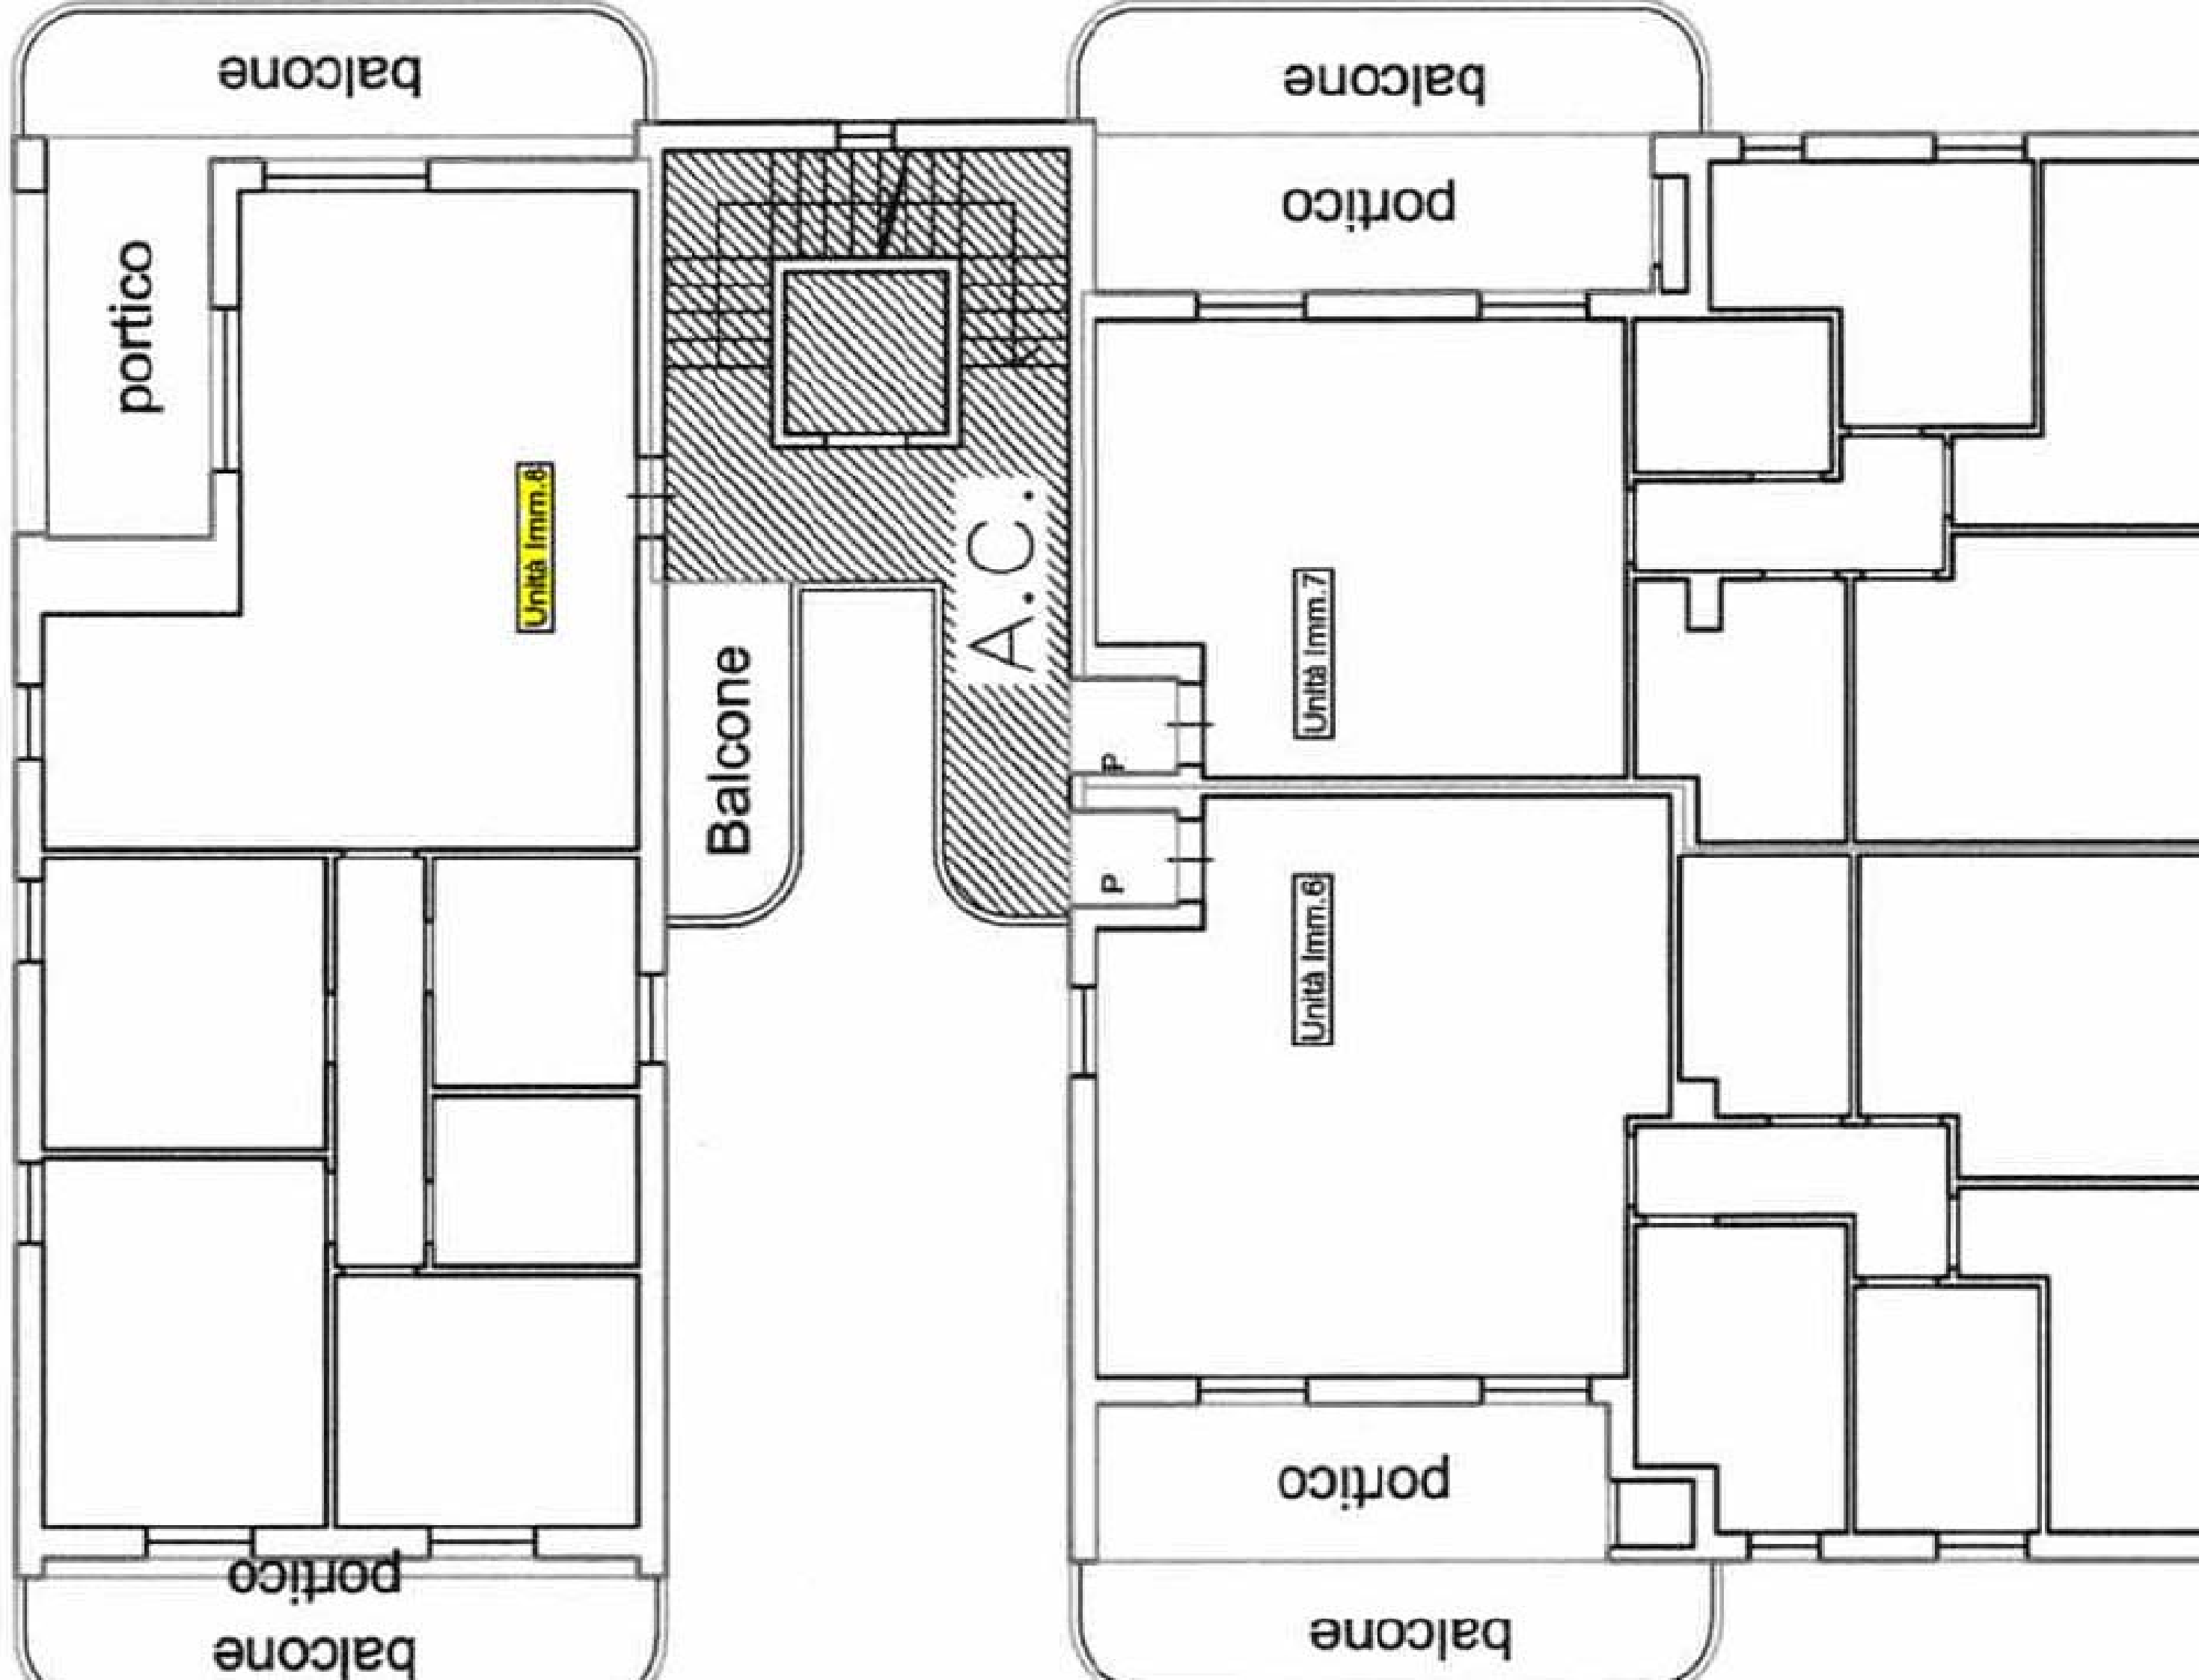 balcone
balcone
portico
portico
Unità Imm.8
A.C.
Unità Imm.7
Balcone
P
P
Unità Imm.6
portico
portico
balcone
balcone